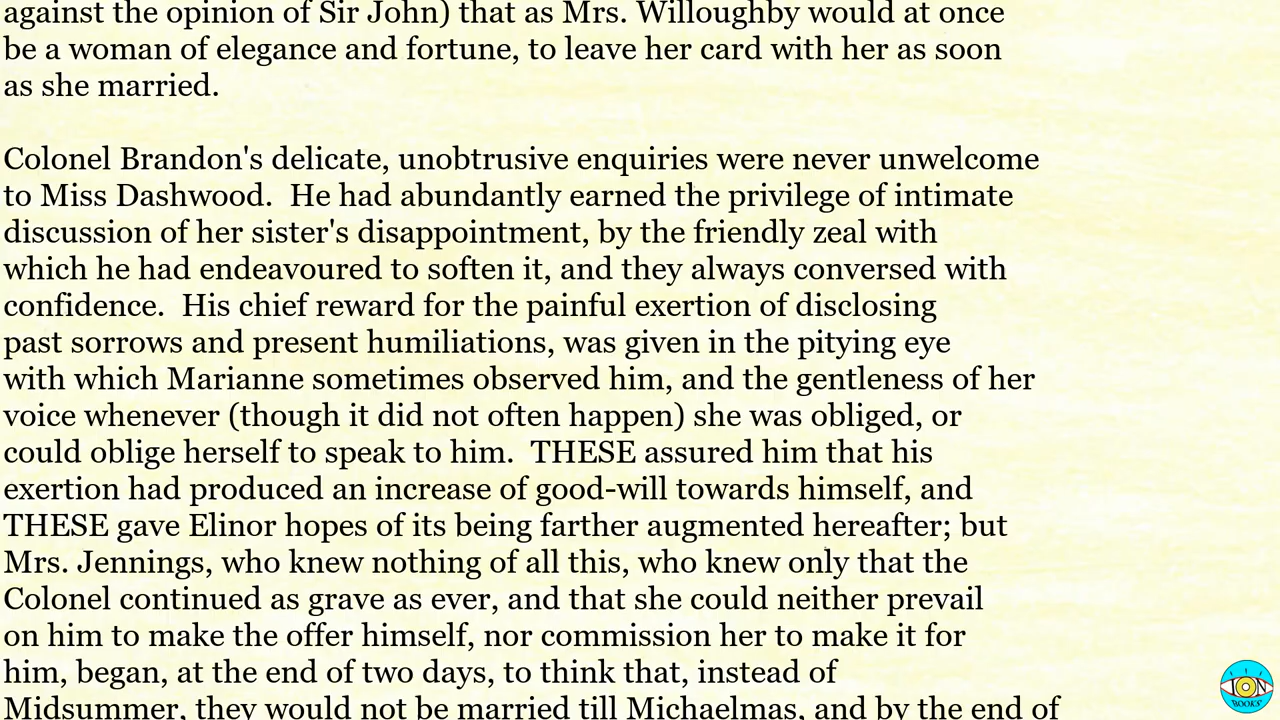 against the opinion of Sir John) that as Mrs. Willoughby would at once
be a woman of elegance and fortune, to leave her card with her as soon
as she married.
Colonel Brandon's delicate, unobtrusive enquiries were never unwelcome
to Miss Dashwood.  He had abundantly earned the privilege of intimate
discussion of her sister's disappointment, by the friendly zeal with
which he had endeavoured to soften it, and they always conversed with
confidence.  His chief reward for the painful exertion of disclosing
past sorrows and present humiliations, was given in the pitying eye
with which Marianne sometimes observed him, and the gentleness of her
voice whenever (though it did not often happen) she was obliged, or
could oblige herself to speak to him.  THESE assured him that his
exertion had produced an increase of good-will towards himself, and
THESE gave Elinor hopes of its being farther augmented hereafter; but
Mrs. Jennings, who knew nothing of all this, who knew only that the
Colonel continued as grave as ever, and that she could neither prevail
on him to make the offer himself, nor commission her to make it for
him, began, at the end of two days, to think that, instead of
Midsummer, they would not be married till Michaelmas, and by the end of
ION
BOOKS